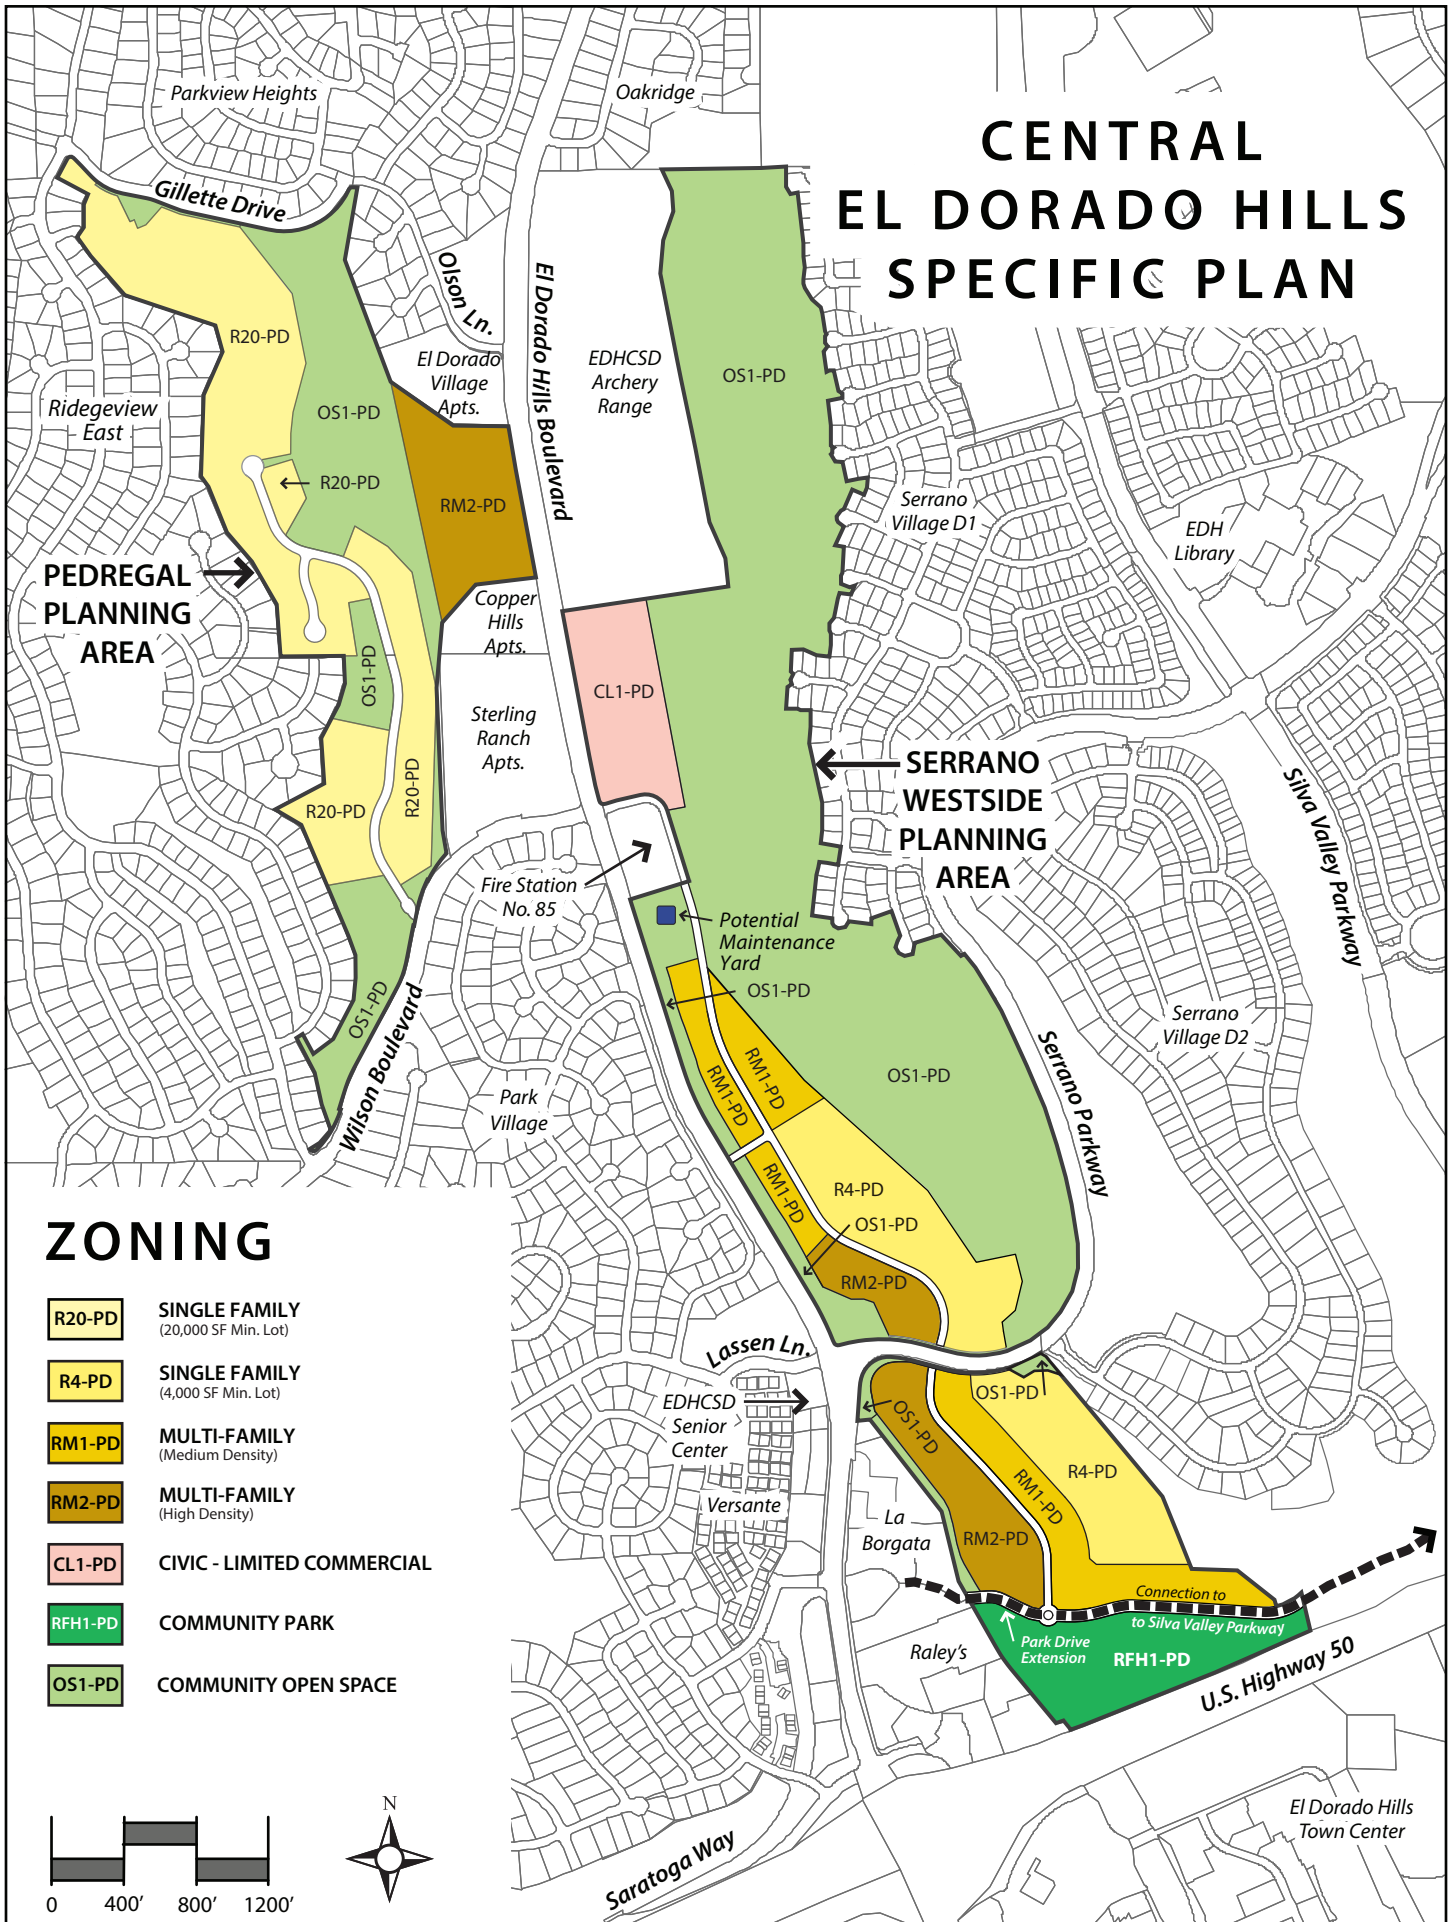 CENTRAL
EL DORADO HILLS
SPECIFIC PLAN
Parkview Heights
Oakridge
Gillette Drive
Olson Ln.
El Dorado Hills Boulevard
R20-PD
El Dorado
Village
Apts.
EDHCSD
Archery
Range
OS1-PD
Ridegeview
East
OS1-PD
R20-PD
RM2-PD
Serrano
Village D1
EDH
Library
PEDREGAL
PLANNING
AREA
Copper
Hills
Apts.
OS1-PD
CL1-PD
Sterling
Ranch
Apts.
R20-PD
R20-PD
SERRANO
WESTSIDE
PLANNING
AREA
Silva Valley Parkway
Fire Station
No. 85
Potential
Maintenance
Yard
OS1-PD
OS1-PD
Wilson Boulevard
Serrano
Village D2
Serrano Parkway
OS1-PD
RM1-PD
RM1-PD
Park
Village
RM1-PD
R4-PD
OS1-PD
RM2-PD
Lassen Ln.
EDHCSD
Senior
Center
OS1-PD
OS1-PD
R4-PD
RM1-PD
Versante
La
Borgata
RM2-PD
Connection to
to Silva Valley Parkway
Park Drive
Extension
RFH1-PD
Raley's
U.S. Highway 50
El Dorado Hills
Town Center
Saratoga Way
ZONING
R20-PD
SINGLE FAMILY
(20,000 SF Min. Lot)
R4-PD
SINGLE FAMILY
(4,000 SF Min. Lot)
RM1-PD
MULTI-FAMILY
(Medium Density)
RM2-PD
MULTI-FAMILY
(High Density)
CL1-PD
CIVIC - LIMITED COMMERCIAL
RFH1-PD
COMMUNITY PARK
OS1-PD
COMMUNITY OPEN SPACE
N
0 400' 800' 1200'